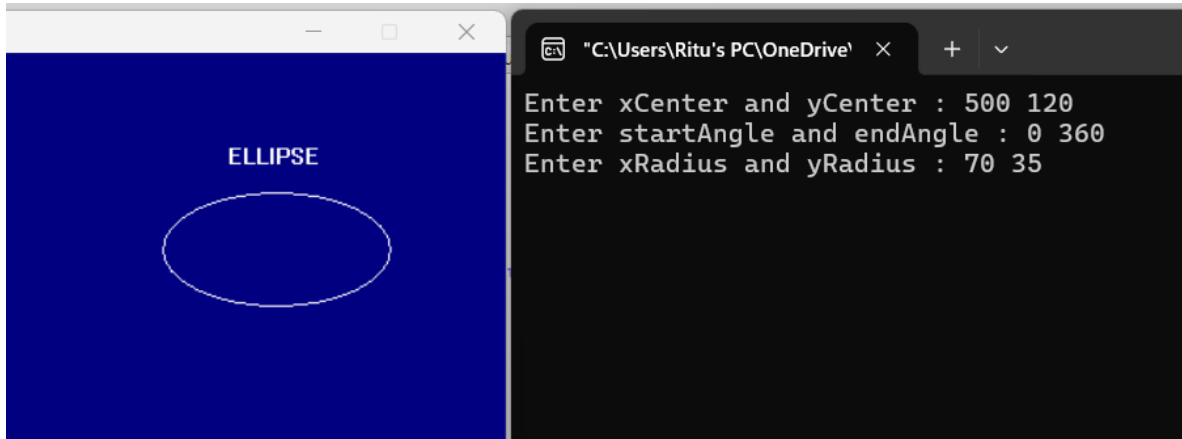 ELLIPSE
"C:\Users\Ritu's PC\OneDrive\
Enter xCenter and yCenter : 500 120
Enter startAngle and endAngle : 0 360
Enter xRadius and yRadius : 70 35